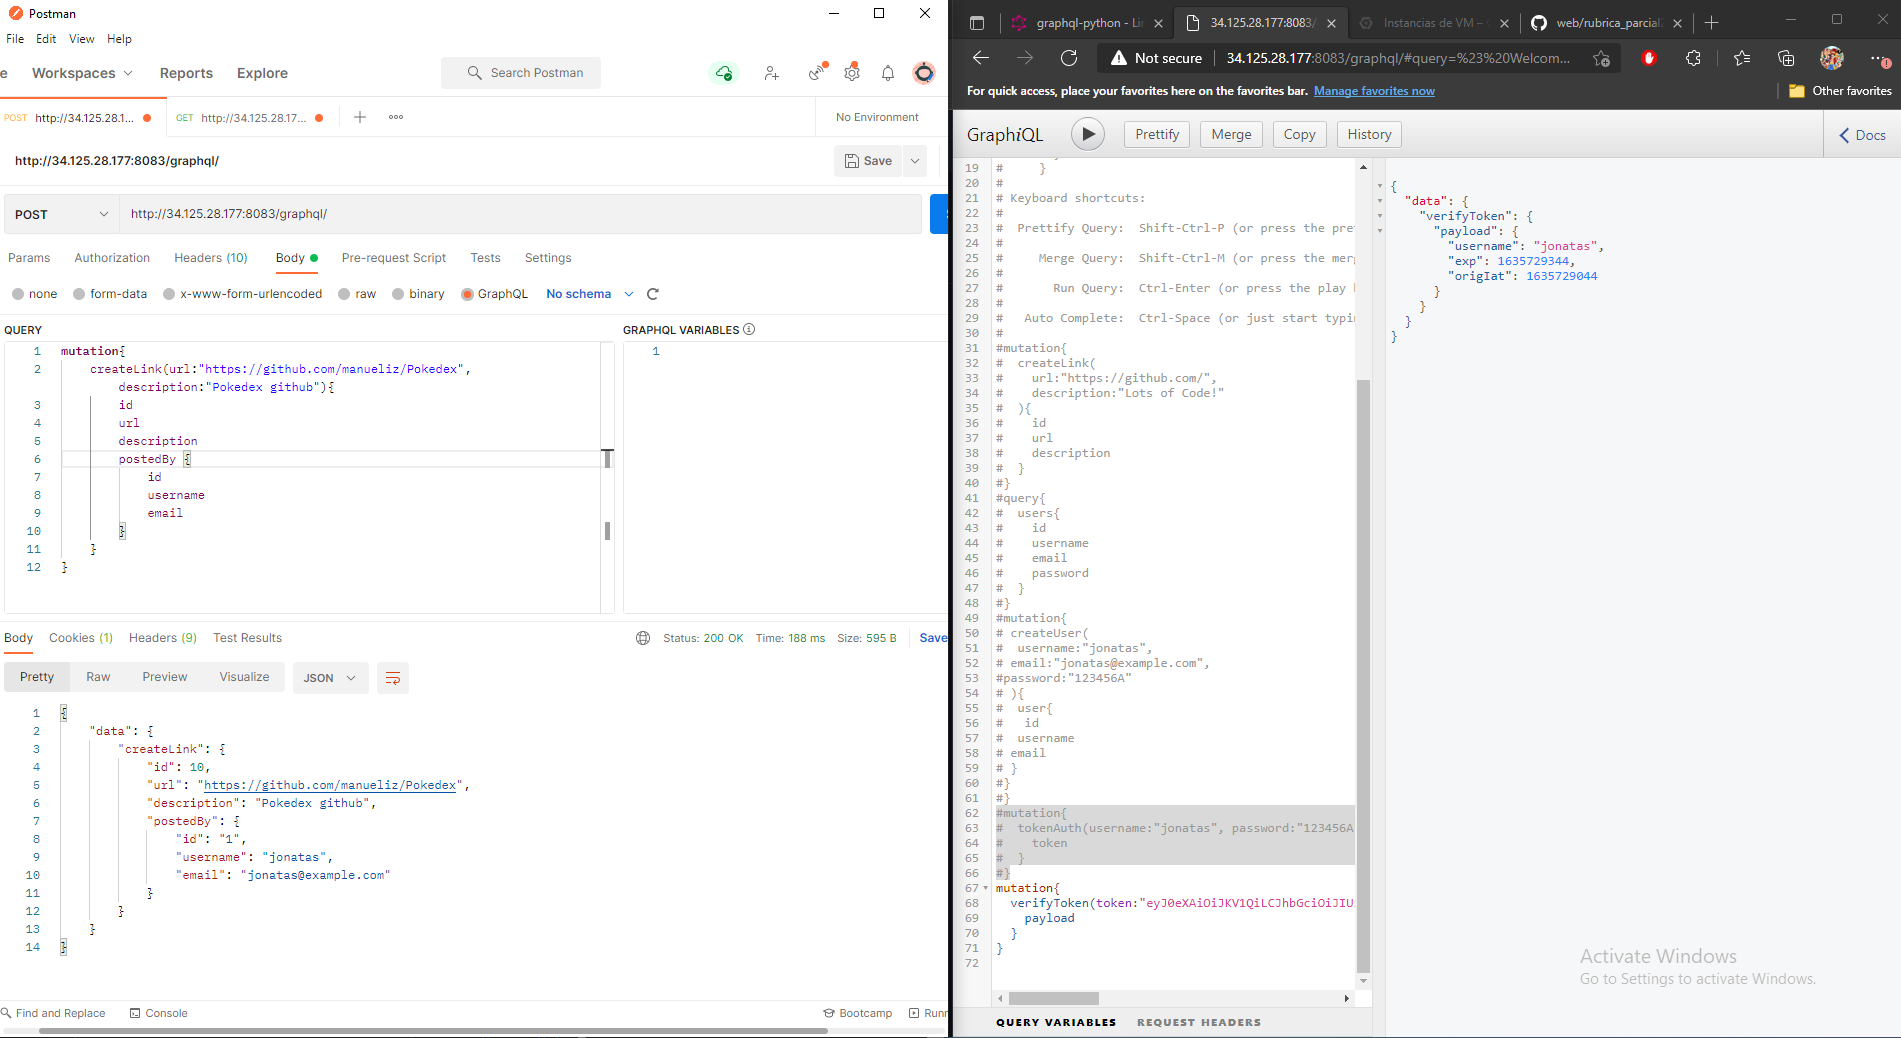 Postman
File Edit View Help
e Workspaces Reports Explore Search Postman
POST http://34.125.28.1... GET http://34.125.28.17... + ooo No Environment
http://34.125.28.177:8083/graphql/ Save
POST http://34.125.28.177:8083/graphql/
Params Authorization Headers (10) Body Pre-request Script Tests Settings
none form-data x-www-form-urlencoded raw binary GraphQL No schema
QUERY
1 mutation{
2 createLink(url:"https://github.com/manueliz/Pokedex",
description:"Pokedex github"){
3 id
4 url
5 description
6 postedBy {
7 id
8 username
9 email
10 }
11 }
12 }
GRAPHQL VARIABLES
1
Body Cookies (1) Headers (9) Test Results Status: 200 OK Time: 188 ms Size: 595 B Save
Pretty Raw Preview Visualize JSON
1 {
2 "data": {
3 "createLink": {
4 "id": 10,
5 "url": "https://github.com/manueliz/Pokedex",
6 "description": "Pokedex github",
7 "postedBy": {
8 "id": "1",
9 "username": "jonatas",
10 "email": "jonatas@example.com"
11 }
12 }
13 }
14 }
Find and Replace Console Bootcamp Runr
graphql-python - Lin 34.125.28.177:8083/ Instancias de VM – web/rubrica_parcial
Not secure 34.125.28.177:8083/graphql/#query=%23%20Welcom...
For quick access, place your favorites here on the favorites bar. Manage favorites now Other favorites
GraphiQL Prettify Merge Copy History Docs
19 # }
20 #
21 # Keyboard shortcuts:
22 #
23 # Prettify Query: Shift-Ctrl-P (or press the pre
24 #
25 # Merge Query: Shift-Ctrl-M (or press the mer
26 #
27 # Run Query: Ctrl-Enter (or press the play
28 #
29 # Auto Complete: Ctrl-Space (or just start typi
30 #
31 #mutation{
32 # createLink(
33 # url:"https://github.com/",
34 # description:"Lots of Code!"
35 # ){
36 # id
37 # url
38 # description
39 # }
40 #}
41 #query{
42 # users{
43 # id
44 # username
45 # email
46 # password
47 # }
48 #}
49 #mutation{
50 # createUser(
51 # username:"jonatas",
52 # email:"jonatas@example.com",
53 #password:"123456A"
54 # ){
55 # user{
56 # id
57 # username
58 # email
59 # }
60 #}
61 #}
62 #mutation{
63 # tokenAuth(username:"jonatas", password:"123456A
64 # token
65 # }
66 #}
67 mutation{
68 verifyToken(token:"eyJ0eXAiOiJKV1QiLCJhbGciOiJIU
69 payload
70 }
71 }
72
QUERY VARIABLES REQUEST HEADERS
{
"data": {
"verifyToken": {
"payload": {
"username": "jonatas",
"exp": 1635729344,
"origIat": 1635729044
}
}
}
}
Activate Windows
Go to Settings to activate Windows.